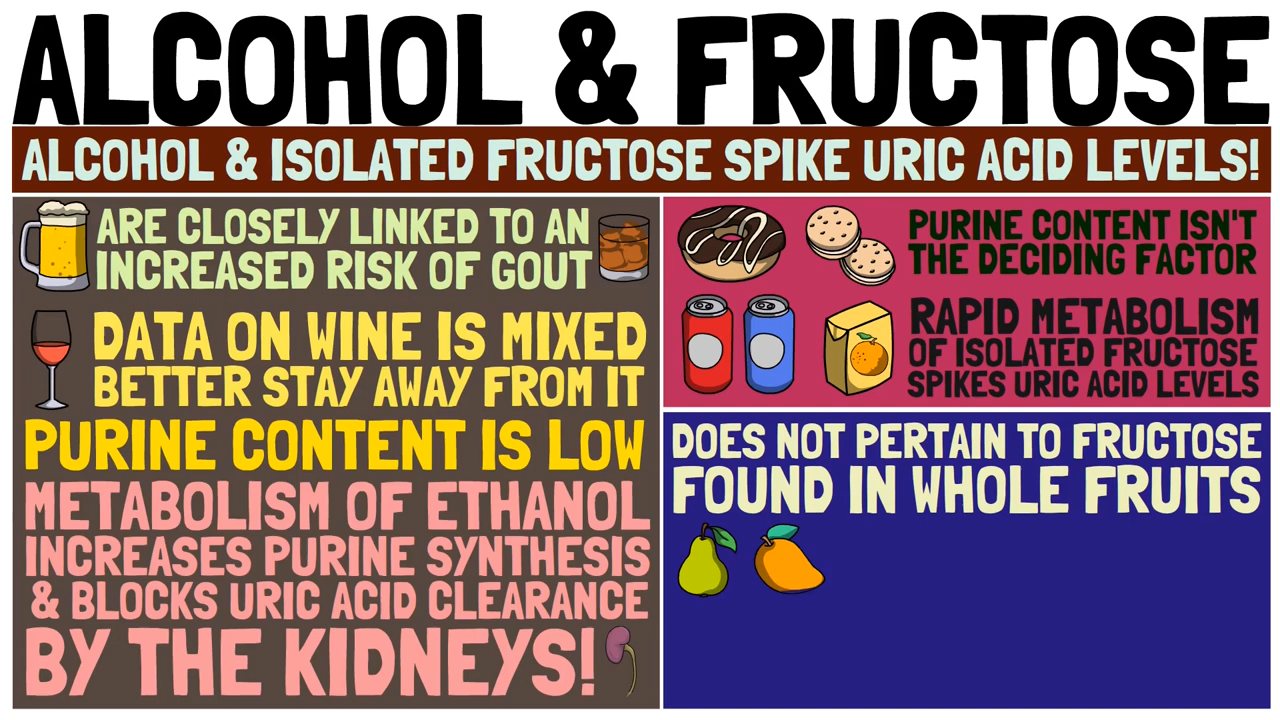 ALCOHOL & FRUCTOSE
ALCOHOL & ISOLATED FRUCTOSE SPIKE URIC ACID LEVELS!
ARE CLOSELY LINKED TO AN
INCREASED RISK OF GOUT
DATA ON WINE IS MIXED
BETTER STAY AWAY FROM IT
PURINE CONTENT IS LOW
METABOLISM OF ETHANOL
INCREASES PURINE SYNTHESIS
& BLOCKS URIC ACID CLEARANCE
BY THE KIDNEYS!
PURINE CONTENT ISN'T
THE DECIDING FACTOR
RAPID METABOLISM
OF ISOLATED FRUCTOSE
SPIKES URIC ACID LEVELS
DOES NOT PERTAIN TO FRUCTOSE
FOUND IN WHOLE FRUITS